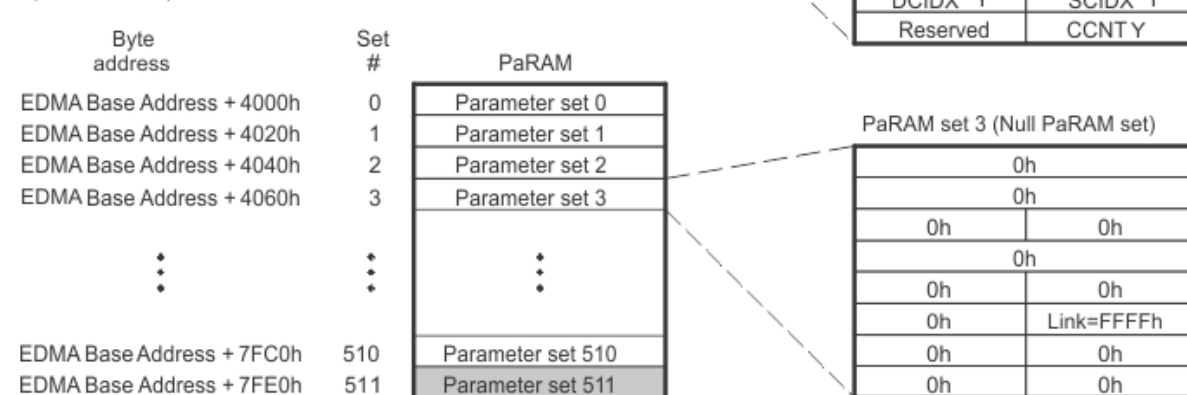 DCIDX Y SCIDX Y
Reserved CCNT Y
Byte address Set # PaRAM
EDMA Base Address + 4000h 0 Parameter set 0
EDMA Base Address + 4020h 1 Parameter set 1
EDMA Base Address + 4040h 2 Parameter set 2
EDMA Base Address + 4060h 3 Parameter set 3
EDMA Base Address + 7FC0h 510 Parameter set 510
EDMA Base Address + 7FE0h 511 Parameter set 511
PaRAM set 3 (Null PaRAM set)
0h
0h
0h 0h
0h
0h 0h
0h Link=FFFFh
0h 0h
0h 0h